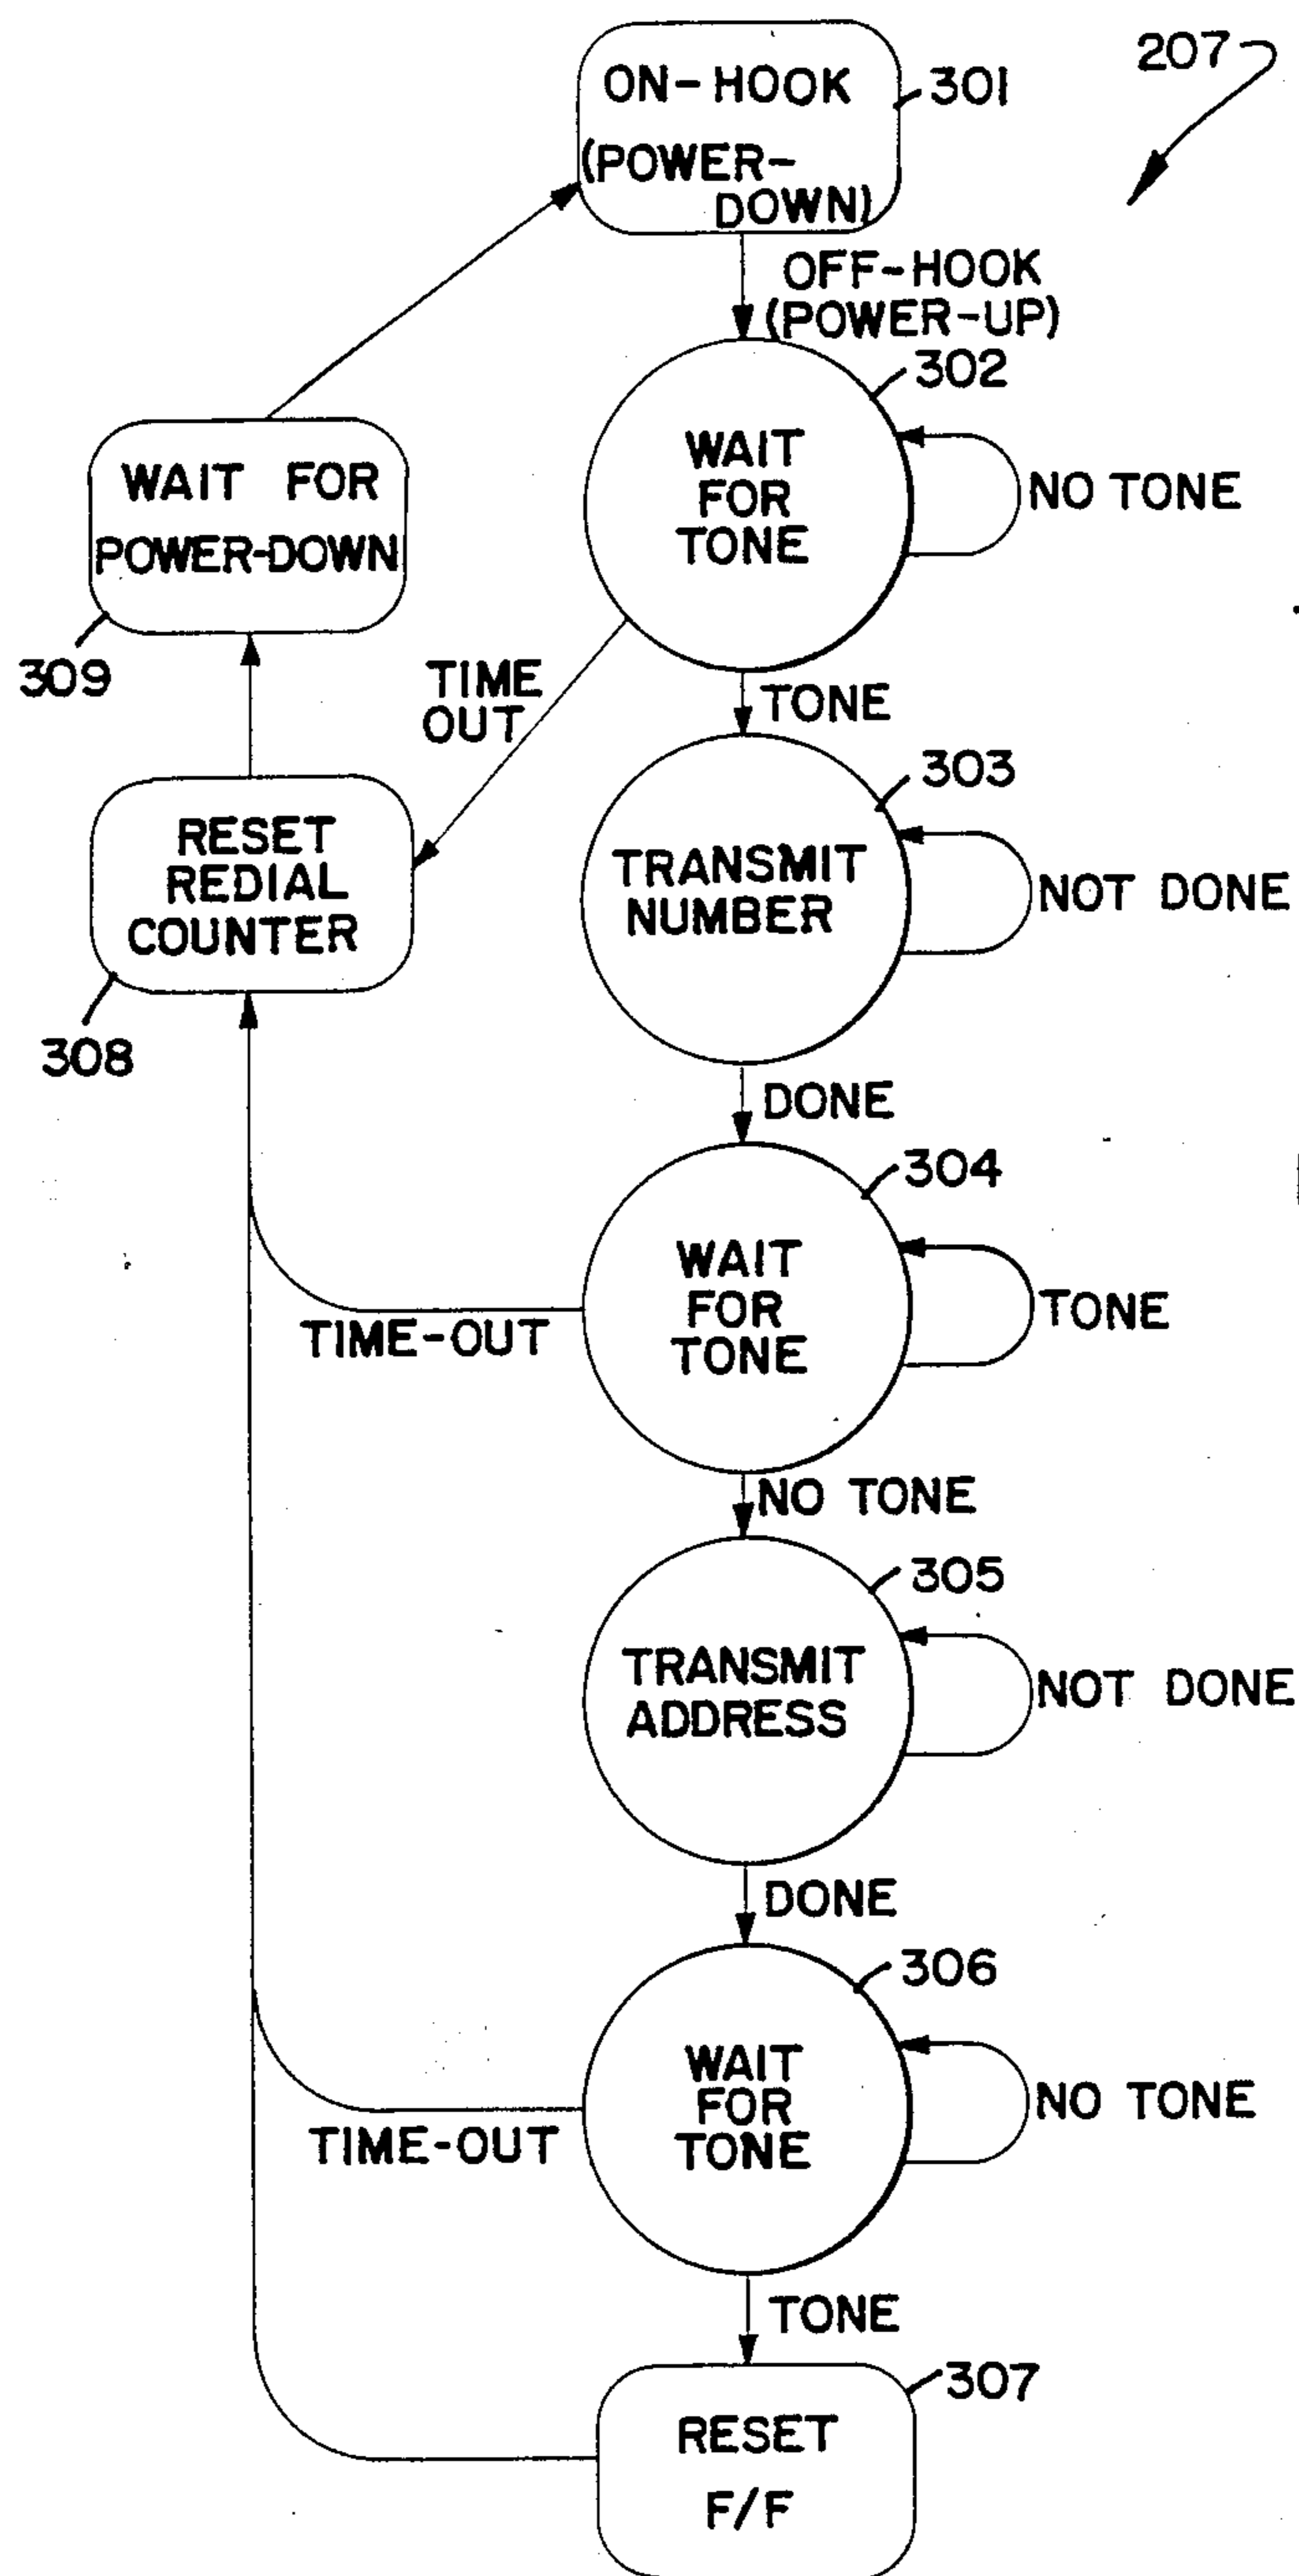 207
ON-HOOK
(POWER-
DOWN)
301
OFF-HOOK
(POWER-UP)
302
WAIT
FOR
TONE
NO TONE
WAIT FOR
POWER-DOWN
309
TIME
OUT
TONE
303
TRANSMIT
NUMBER
NOT DONE
RESET
REDIAL
COUNTER
308
DONE
304
WAIT
FOR
TONE
TONE
TIME-OUT
NO TONE
305
TRANSMIT
ADDRESS
NOT DONE
DONE
306
WAIT
FOR
TONE
NO TONE
TIME-OUT
TONE
307
RESET
F/F